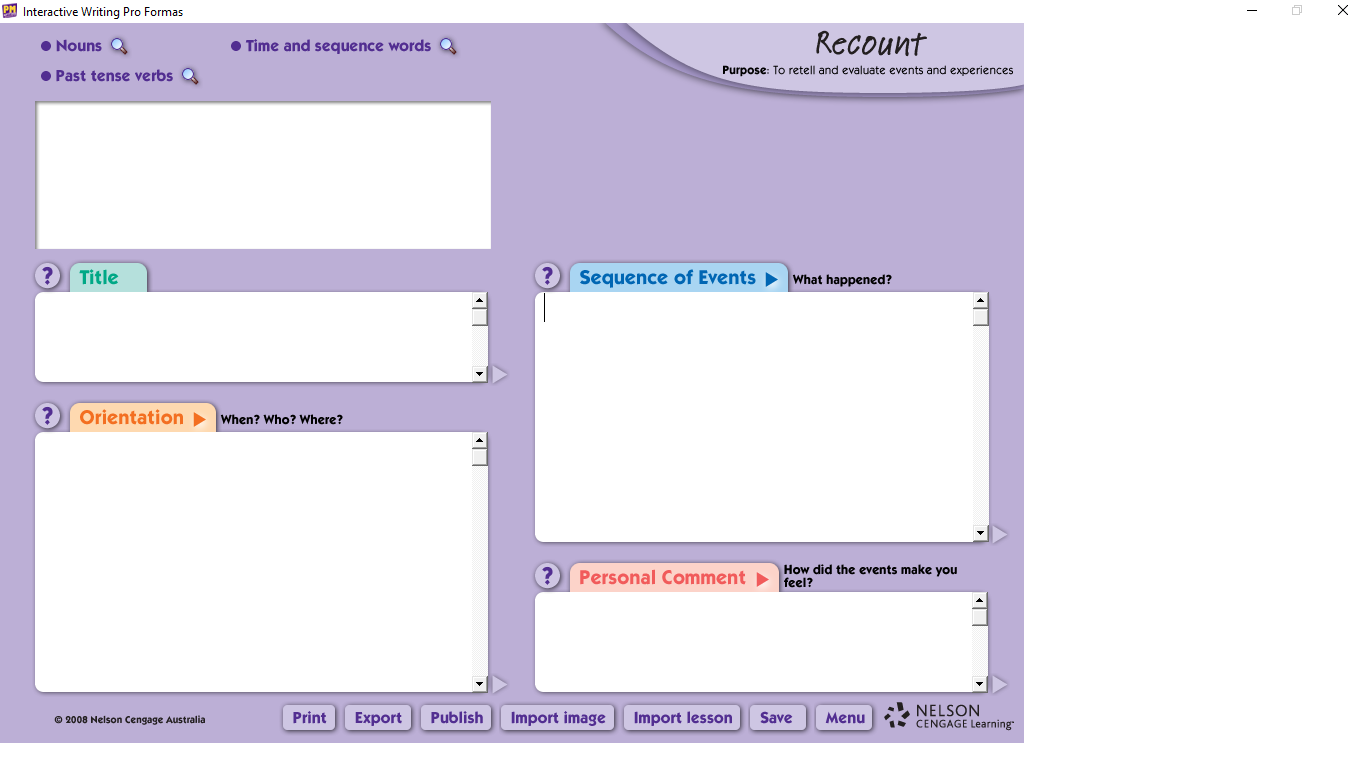 Interactive Writing Pro Formas
Nouns
Time and sequence words
Past tense verbs
Recount
Purpose: To retell and evaluate events and experiences
? Title
? Orientation When? Who? Where?
? Sequence of Events What happened?
? Personal Comment How did the events make you
feel?
© 2008 Nelson Cengage Australia
Print Export Publish Import image Import lesson Save Menu
NELSON
CENGAGE Learning™